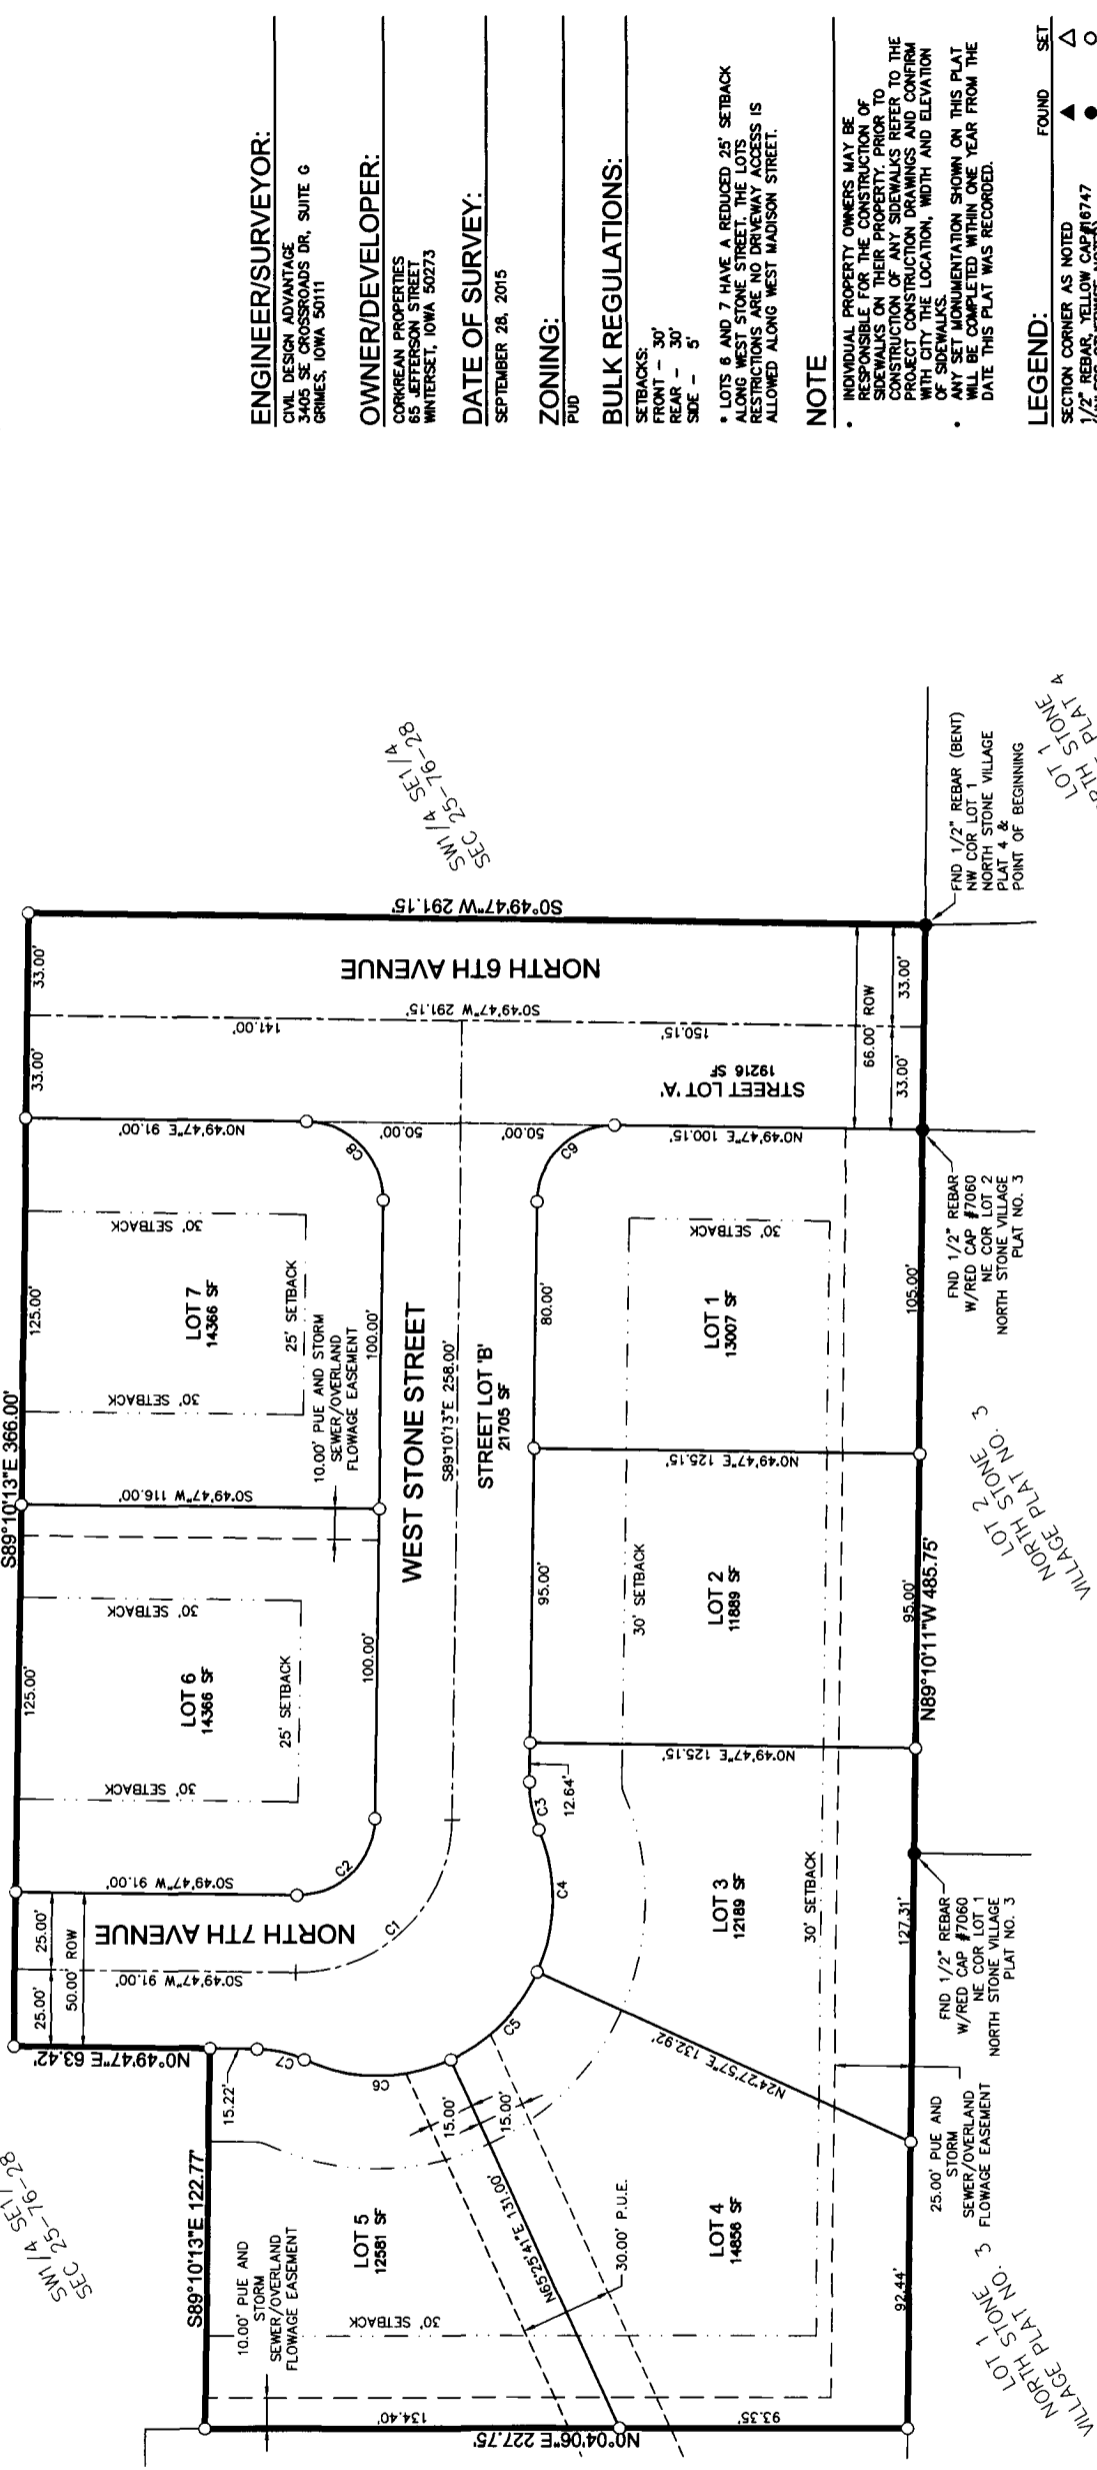 ENGINEER/SURVEYOR:
CIVIL DESIGN ADVANTAGE
3405 SE CROSSROADS DR, SUITE G
GRIMES, IOWA 50111
OWNER/DEVELOPER:
CORKREAN PROPERTIES
65 JEFFERSON STREET
WINTERSET, IOWA 50273
DATE OF SURVEY:
SEPTEMBER 28, 2015
ZONING:
PUD
BULK REGULATIONS:
SETBACKS:
FRONT - 30'
REAR - 30'
SIDE - 5'
* LOTS 6 AND 7 HAVE A REDUCED 25' SETBACK
ALONG WEST STONE STREET. THE LOTS
RESTRICTIONS ARE NO DRIVEWAY ACCESS IS
ALLOWED ALONG WEST MADISON STREET.
NOTE
• INDIVIDUAL PROPERTY OWNERS MAY BE
RESPONSIBLE FOR THE CONSTRUCTION OF
SIDEWALKS ON THEIR PROPERTY. PRIOR TO
CONSTRUCTION OF ANY SIDEWALKS REFER TO THE
PROJECT CONSTRUCTION DRAWINGS AND CONFIRM
WITH CITY THE LOCATION, WIDTH AND ELEVATION
OF SIDEWALKS.
• ANY SET MONUMENTATION SHOWN ON THIS PLAT
WILL BE COMPLETED WITHIN ONE YEAR FROM THE
DATE THIS PLAT WAS RECORDED.
LEGEND:
FOUND SET
SECTION CORNER AS NOTED
1/2" REBAR, YELLOW CAP #16747
SW1/4 SE1/4
SEC 25-76-28
S89°10'13"E 366.00'
25.00' 25.00'
50.00' ROW
125.00'
125.00'
33.00' 33.00'
N0°49'47"E 63.42'
S0°49'47"W 91.00'
NORTH 7TH AVENUE
S0°49'47"W 91.00'
30' SETBACK
LOT 6
14366 SF
30' SETBACK
25' SETBACK
S0°49'47"W 116.00'
30' SETBACK
LOT 7
14366 SF
30' SETBACK
25' SETBACK
N0°49'47"E 91.00'
10.00' PUE AND STORM
SEWER/OVERLAND
FLOWAGE EASEMENT
100.00'
100.00'
C1
C2
C8
141.00'
50.00'
50.00'
S0°49'47"W 291.15'
NORTH 6TH AVENUE
S0°49'47"W 291.15'
SW1/4 SE1/4
SEC 25-76-28
WEST STONE STREET
S89°10'13"E 258.00'
STREET LOT 'B'
21705 SF
150.15'
STREET LOT 'A'
19216 SF
66.00' ROW
33.00' 33.00'
S89°10'13"E 122.77'
15.22'
C7
C6
C5
C4
C3
12.64'
95.00'
80.00'
C9
10.00' PUE AND
STORM
SEWER/OVERLAND
FLOWAGE EASEMENT
LOT 5
12581 SF
30' SETBACK
15.00'
15.00'
N65°25'41"E 131.00'
30.00' P.U.E.
134.40'
N0°04'06"E 227.75'
93.35'
LOT 4
14856 SF
N24°27'57"E 132.92'
LOT 3
12189 SF
30' SETBACK
N0°49'47"E 125.15'
30' SETBACK
LOT 2
11889 SF
N0°49'47"E 125.15'
LOT 1
13007 SF
30' SETBACK
N0°49'47"E 100.15'
92.44'
127.31'
95.00'
105.00'
N89°10'11"W 485.75'
25.00' PUE AND
STORM
SEWER/OVERLAND
FLOWAGE EASEMENT
FND 1/2" REBAR
W/RED CAP #7060
NE COR LOT 1
NORTH STONE VILLAGE
PLAT NO. 3
FND 1/2" REBAR
W/RED CAP #7060
NE COR LOT 2
NORTH STONE VILLAGE
PLAT NO. 3
FND 1/2" REBAR (BENT)
NW COR LOT 1
NORTH STONE VILLAGE
PLAT 4 &
POINT OF BEGINNING
LOT 1
NORTH STONE
VILLAGE PLAT NO. 3
LOT 2
NORTH STONE
VILLAGE PLAT NO. 3
LOT 1
STONE
PLAT 4